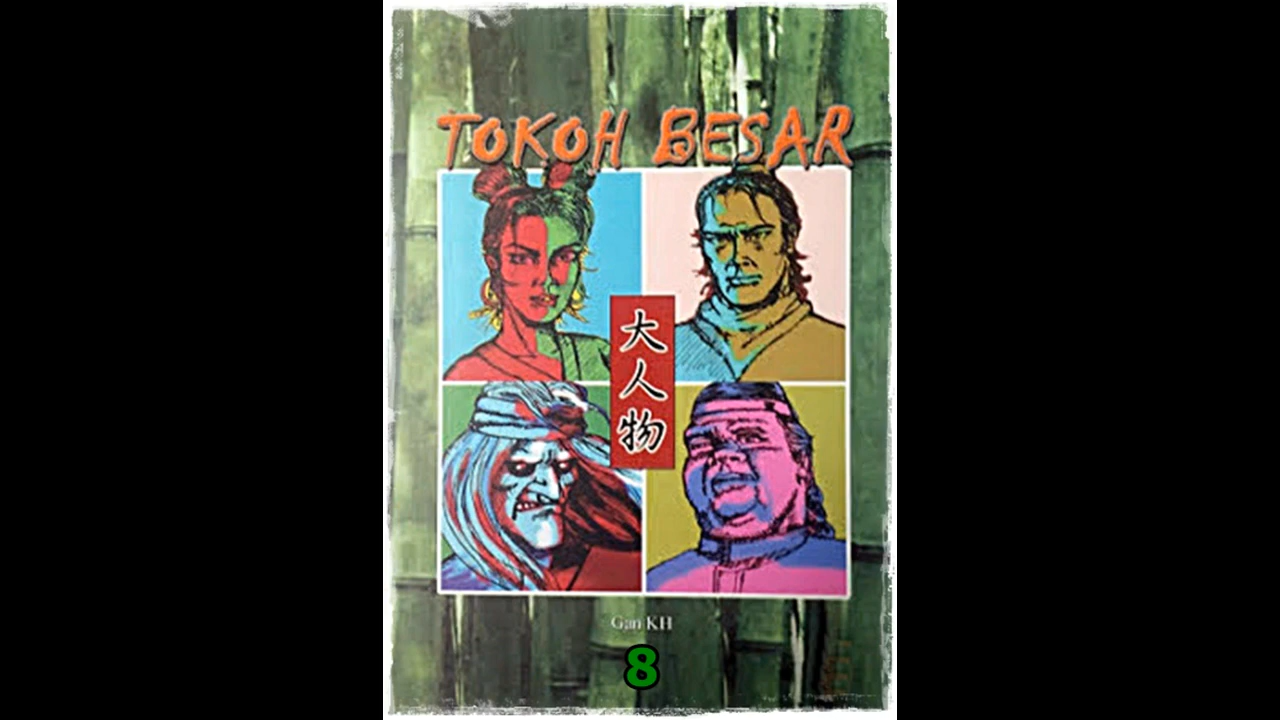 TOKOH BESAR
大人物
Gan KH
8